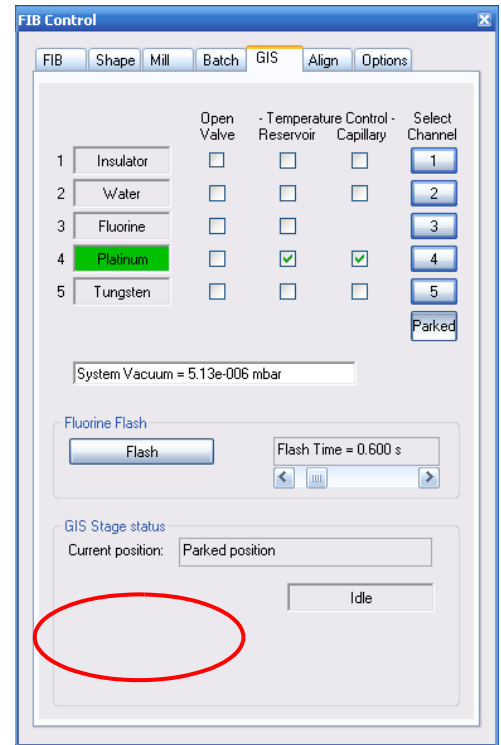 FIB Control
FIB Shape Mill Batch GIS Align Options
Open Valve - Temperature Control - Reservoir Capillary Select Channel
1 Insulator 1
2 Water 2
3 Fluorine 3
4 Platinum 4
5 Tungsten 5
Parked
System Vacuum = 5.13e-006 mbar
Fluorine Flash
Flash Flash Time = 0.600 s
GIS Stage status
Current position: Parked position
Idle